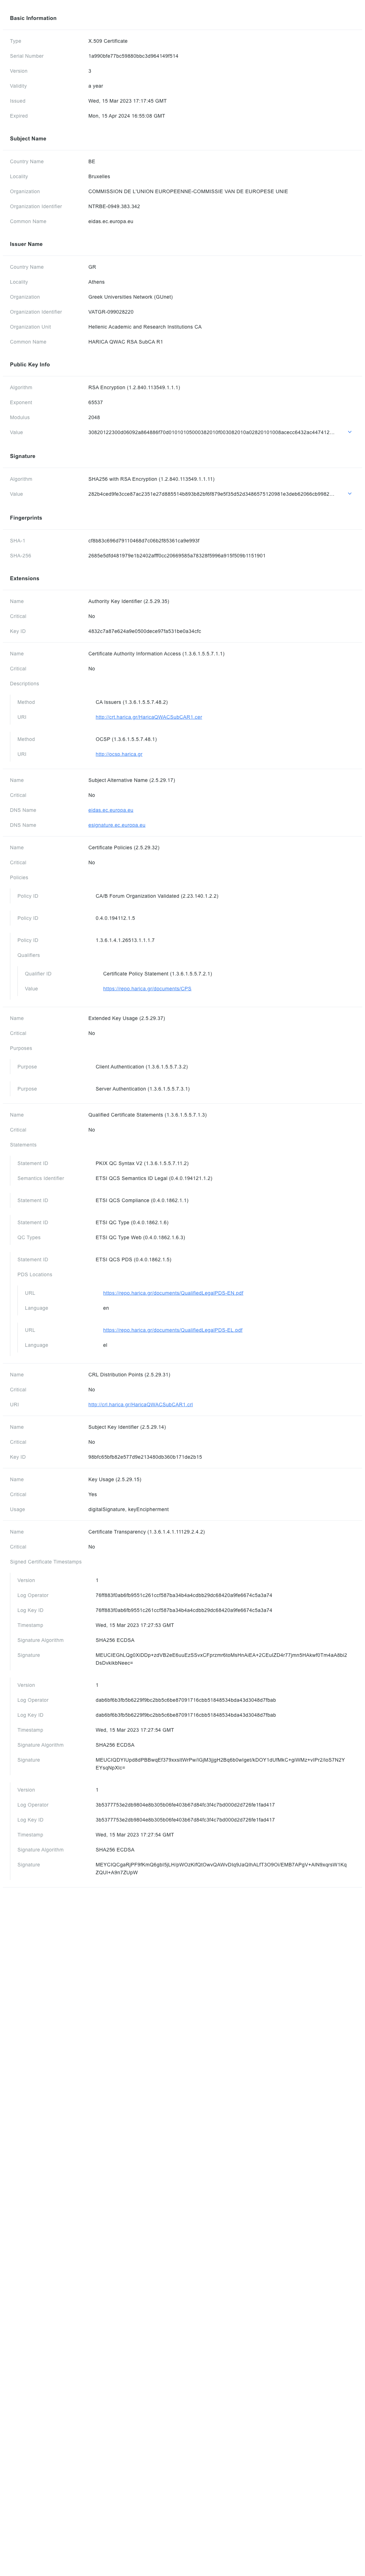 Basic Information
Type X.509 Certificate
Serial Number 1a990bfe77bc59880bbc3d964149f514
Version 3
Validity a year
Issued Wed, 15 Mar 2023 17:17:45 GMT
Expired Mon, 15 Apr 2024 16:55:08 GMT
Subject Name
Country Name BE
Locality Bruxelles
Organization COMMISSION DE L'UNION EUROPEENNE-COMMISSIE VAN DE EUROPESE UNIE
Organization Identifier NTRBE-0949.383.342
Common Name eidas.ec.europa.eu
Issuer Name
Country Name GR
Locality Athens
Organization Greek Universities Network (GUnet)
Organization Identifier VATGR-099028220
Organization Unit Hellenic Academic and Research Institutions CA
Common Name HARICA QWAC RSA SubCA R1
Public Key Info
Algorithm RSA Encryption (1.2.840.113549.1.1.1)
Exponent 65537
Modulus 2048
Value 30820122300d06092a864886f70d01010105000382010f003082010a02820101008acecc6432ac447412...
Signature
Algorithm SHA256 with RSA Encryption (1.2.840.113549.1.1.11)
Value 282b4ced9fe3cce87ac2351e27d885514b893b82bf6f879e5f35d52d3486575120981e3deb62066cb9982...
Fingerprints
SHA-1 cf8b83c696d79110468d7c06b2f85361ca9e993f
SHA-256 2685e5dfd461979e1b2402afff0cc20669585a78328f5996a915f509b1151901
Extensions
Name Authority Key Identifier (2.5.29.35)
Critical No
Key ID 4832c7a87e624a9e0500dece97fa531be0a34cfc
Name Certificate Authority Information Access (1.3.6.1.5.5.7.1.1)
Critical No
Descriptions
Method CA Issuers (1.3.6.1.5.5.7.48.2)
URI http://crt.harica.gr/HaricaQWACSubCAR1.cer
Method OCSP (1.3.6.1.5.5.7.48.1)
URI http://ocsp.harica.gr
Name Subject Alternative Name (2.5.29.17)
Critical No
DNS Name eidas.ec.europa.eu
DNS Name esignature.ec.europa.eu
Name Certificate Policies (2.5.29.32)
Critical No
Policies
Policy ID CA/B Forum Organization Validated (2.23.140.1.2.2)
Policy ID 0.4.0.194112.1.5
Policy ID 1.3.6.1.4.1.26513.1.1.1.7
Qualifiers
Qualifier ID Certificate Policy Statement (1.3.6.1.5.5.7.2.1)
Value https://repo.harica.gr/documents/CPS
Name Extended Key Usage (2.5.29.37)
Critical No
Purposes
Purpose Client Authentication (1.3.6.1.5.5.7.3.2)
Purpose Server Authentication (1.3.6.1.5.5.7.3.1)
Name Qualified Certificate Statements (1.3.6.1.5.5.7.1.3)
Critical No
Statements
Statement ID PKIX QC Syntax V2 (1.3.6.1.5.5.7.11.2)
Semantics Identifier ETSI QCS Semantics ID Legal (0.4.0.194121.1.2)
Statement ID ETSI QCS Compliance (0.4.0.1862.1.1)
Statement ID ETSI QC Type (0.4.0.1862.1.6)
QC Types ETSI QC Type Web (0.4.0.1862.1.6.3)
Statement ID ETSI QCS PDS (0.4.0.1862.1.5)
PDS Locations
URL https://repo.harica.gr/documents/QualifiedLegalPDS-EN.pdf
Language en
URL https://repo.harica.gr/documents/QualifiedLegalPDS-EL.pdf
Language el
Name CRL Distribution Points (2.5.29.31)
Critical No
URI http://crl.harica.gr/HaricaQWACSubCAR1.crl
Name Subject Key Identifier (2.5.29.14)
Critical No
Key ID 98bfc65bfb82e577d9e213480db360b171de2b15
Name Key Usage (2.5.29.15)
Critical Yes
Usage digitalSignature, keyEncipherment
Name Certificate Transparency (1.3.6.1.4.1.11129.2.4.2)
Critical No
Signed Certificate Timestamps
Version 1
Log Operator 76ff883f0ab6fb9551c261ccf587ba34b4a4cdbb29dc68420a9fe6674c5a3a74
Log Key ID 76ff883f0ab6fb9551c261ccf587ba34b4a4cdbb29dc68420a9fe6674c5a3a74
Timestamp Wed, 15 Mar 2023 17:27:53 GMT
Signature Algorithm SHA256 ECDSA
Signature
Version 1
Log Operator dab6bf6b3fb5b6229f9bc2bb5c6be87091716cbb51848534bda43d3048d7fbab
Log Key ID dab6bf6b3fb5b6229f9bc2bb5c6be87091716cbb51848534bda43d3048d7fbab
Timestamp Wed, 15 Mar 2023 17:27:54 GMT
Signature Algorithm SHA256 ECDSA
Signature
Version 1
Log Operator 3b5377753e2db9804e8b305b06fe403b67d84fc3f4c7bd000d2d726fe1fad417
Log Key ID 3b5377753e2db9804e8b305b06fe403b67d84fc3f4c7bd000d2d726fe1fad417
Timestamp Wed, 15 Mar 2023 17:27:54 GMT
Signature Algorithm SHA256 ECDSA
Signature